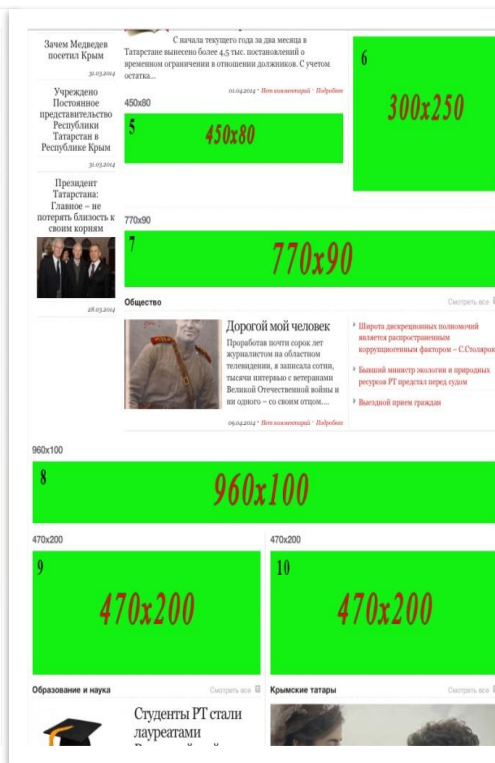 Зачем Медведев
посетил Крым
31.03.2014
Учреждено
Постоянное
представительство
Республики
Татарстан в
Республике Крым
31.03.2014
Президент
Татарстана:
Главное – не
потерять близость к
своим корням
28.03.2014
С начала текущего года за два месяца в
Татарстане вынесено более 4,5 тыс. постановлений о
временном ограничении в отношении должников. С учетом
остатка...
01.04.2014 * Нет комментарий * Подробнее
450x80
5
450x80
6
300x250
770x90
7
770x90
Общество
Смотреть все
Дорогой мой человек
Проработав почти сорок лет
журналистом на областном
телевидении, я записала сотни,
тысячи интервью с ветеранами
Великой Отечественной войны и
ни одного – со своим отцом....
09.04.2014 * Нет комментарий * Подробнее
Широта дискреционных полномочий
является распространенным
коррупциогенным фактором – С.Столяров
Бывший министр экологии и природных
ресурсов РТ предстал перед судом
Выездной прием граждан
960x100
8
960x100
470x200
9
470x200
470x200
10
470x200
Образование и наука
Смотреть все
Студенты РТ стали
лауреатами
Крымские татары
Смотреть все